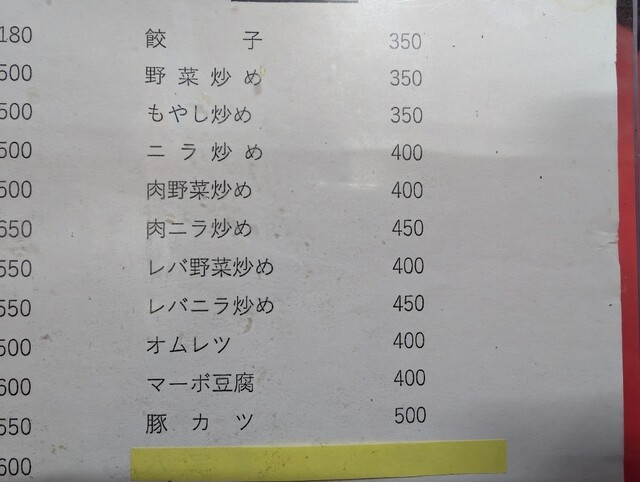 180 餃子 350
500 野菜炒め 350
500 もやし炒め 350
500 ニラ炒め 400
500 肉野菜炒め 400
650 肉ニラ炒め 450
550 レバ野菜炒め 400
550 レバニラ炒め 450
500 オムレツ 400
600 マーボ豆腐 400
550 豚カツ 500
600